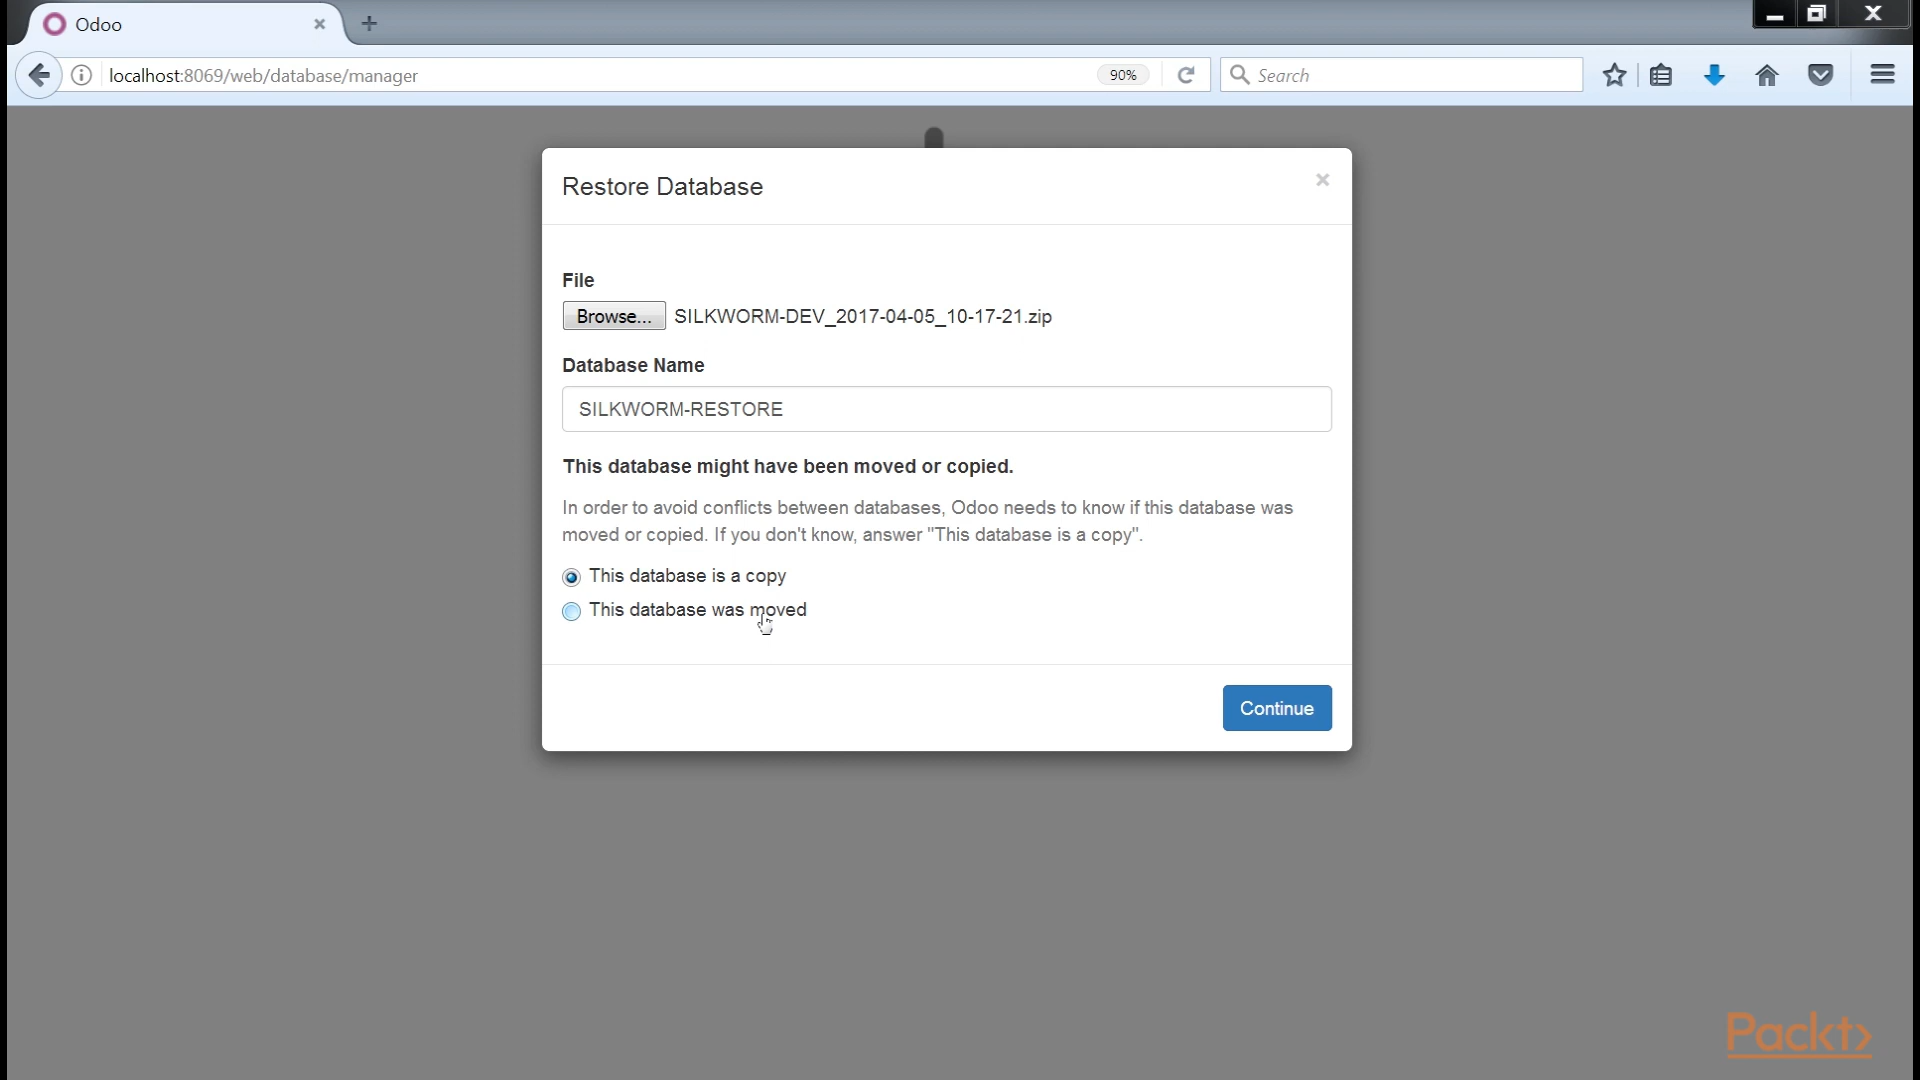 Odoo
localhost:8069/web/database/manager
90%
Search
Restore Database
File
Browse... SILKWORM-DEV_2017-04-05_10-17-21.zip
Database Name
SILKWORM-RESTORE
This database might have been moved or copied.
In order to avoid conflicts between databases, Odoo needs to know if this database was
moved or copied. If you don't know, answer "This database is a copy".
This database is a copy
This database was moved
Continue
Packt